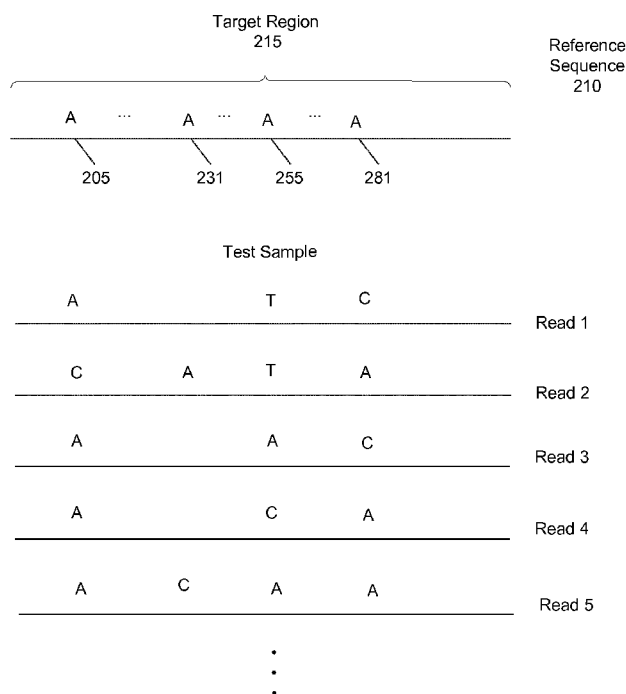 Target Region
215
Reference
Sequence
210
A ... A ... A ... A
205 231 255 281
Test Sample
A T C
Read 1
C A T A
Read 2
A A C
Read 3
A C A
Read 4
A C A A
Read 5